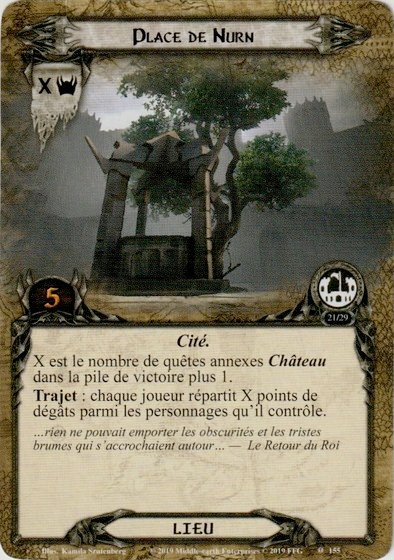 Place de Nurn
X
5
21/29
Cité.
X est le nombre de quêtes annexes Château
dans la pile de victoire plus 1.
Trajet : chaque joueur répartit X points de
dégâts parmi les personnages qu'il contrôle.
…rien ne pouvait emporter les obscurités et les tristes
brumes qui s'accrochaient autour… — Le Retour du Roi
LIEU
Illus. Kamila Szutenberg © 2019 Middle-earth Enterprises © 2019 FFG 155